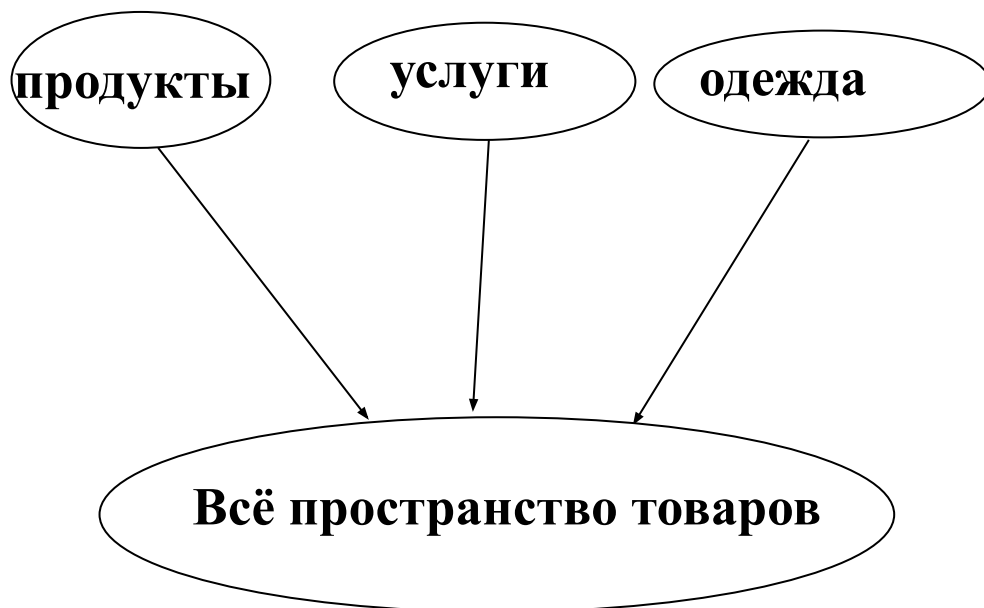 продукты
услуги
одежда
Всё пространство товаров